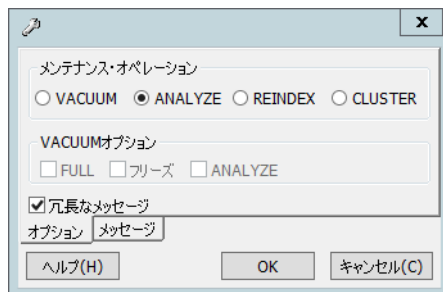 x
メンテナンス・オペレーション
VACUUM ANALYZE REINDEX CLUSTER
VACUUMオプション
FULL フリーズ ANALYZE
冗長なメッセージ
オプション メッセージ
ヘルプ(H) OK キャンセル(C)